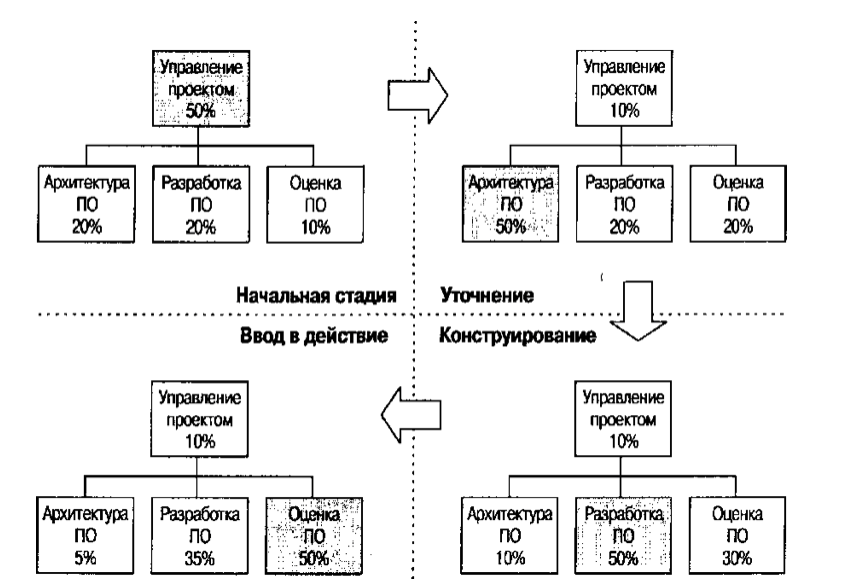 Управление
проектом
50%
Архитектура
ПО
20%
Разработка
ПО
20%
Оценка
ПО
10%
Начальная стадия
Управление
проектом
10%
Архитектура
ПО
50%
Разработка
ПО
20%
Оценка
ПО
20%
Уточнение
Ввод в действие
Управление
проектом
10%
Архитектура
ПО
5%
Разработка
ПО
35%
Оценка
ПО
50%
Конструирование
Управление
проектом
10%
Архитектура
ПО
10%
Разработка
ПО
50%
Оценка
ПО
30%